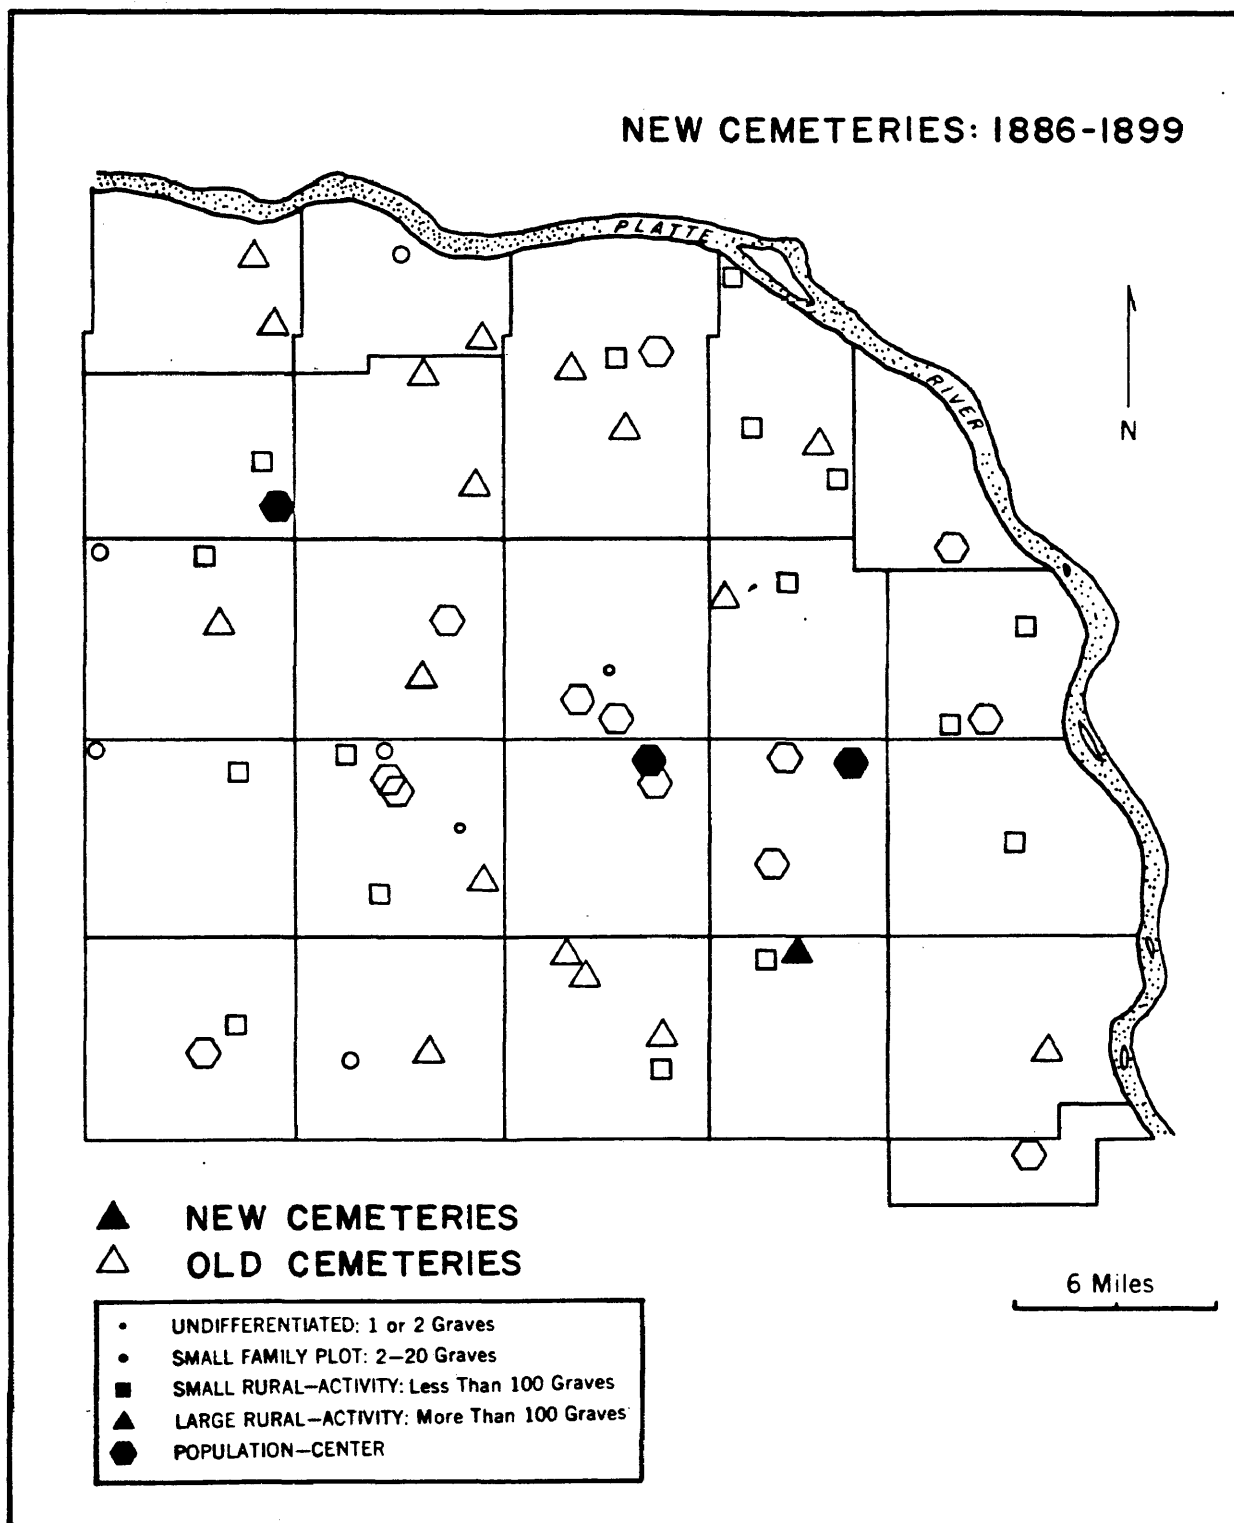 NEW CEMETERIES: 1886-1899
PLATTE
RIVER
N
NEW CEMETERIES
OLD CEMETERIES
6 Miles
UNDIFFERENTIATED: 1 or 2 Graves
SMALL FAMILY PLOT: 2-20 Graves
SMALL RURAL-ACTIVITY: Less Than 100 Graves
LARGE RURAL-ACTIVITY: More Than 100 Graves
POPULATION-CENTER